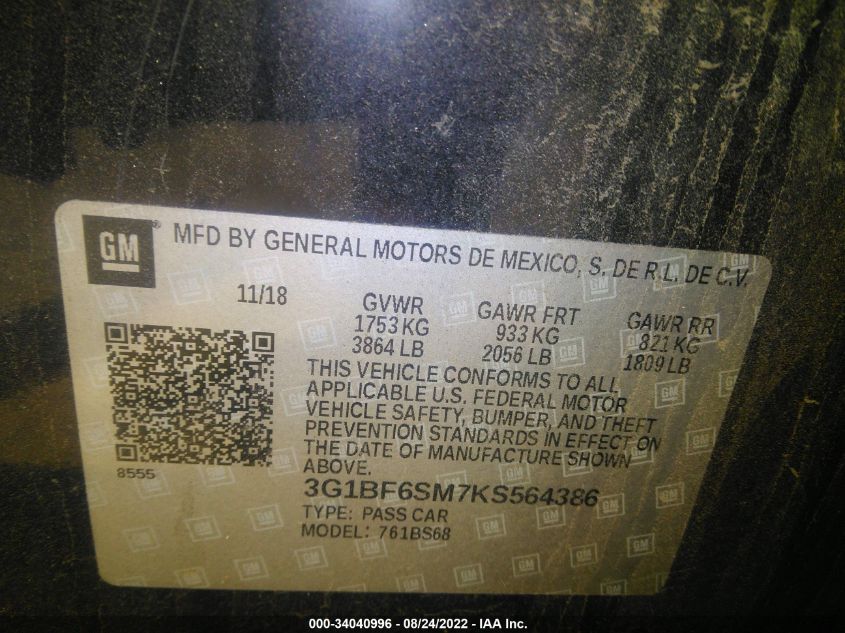 GM ® MFD BY GENERAL MOTORS DE MEXICO, S. DE R.L. DE C.V.
11/18
GVWR
1753 KG
3864 LB
GAWR FRT
933 KG
2056 LB
GAWR RR
821 KG
1809 LB
THIS VEHICLE CONFORMS TO ALL
APPLICABLE U.S. FEDERAL MOTOR
VEHICLE SAFETY, BUMPER, AND THEFT
PREVENTION STANDARDS IN EFFECT ON
THE DATE OF MANUFACTURE SHOWN
ABOVE.
8555
3G1BF6SM7KS564386
TYPE: PASS CAR
MODEL: 761BS68
000-34040996 — 08/24/2022 — IAA Inc.